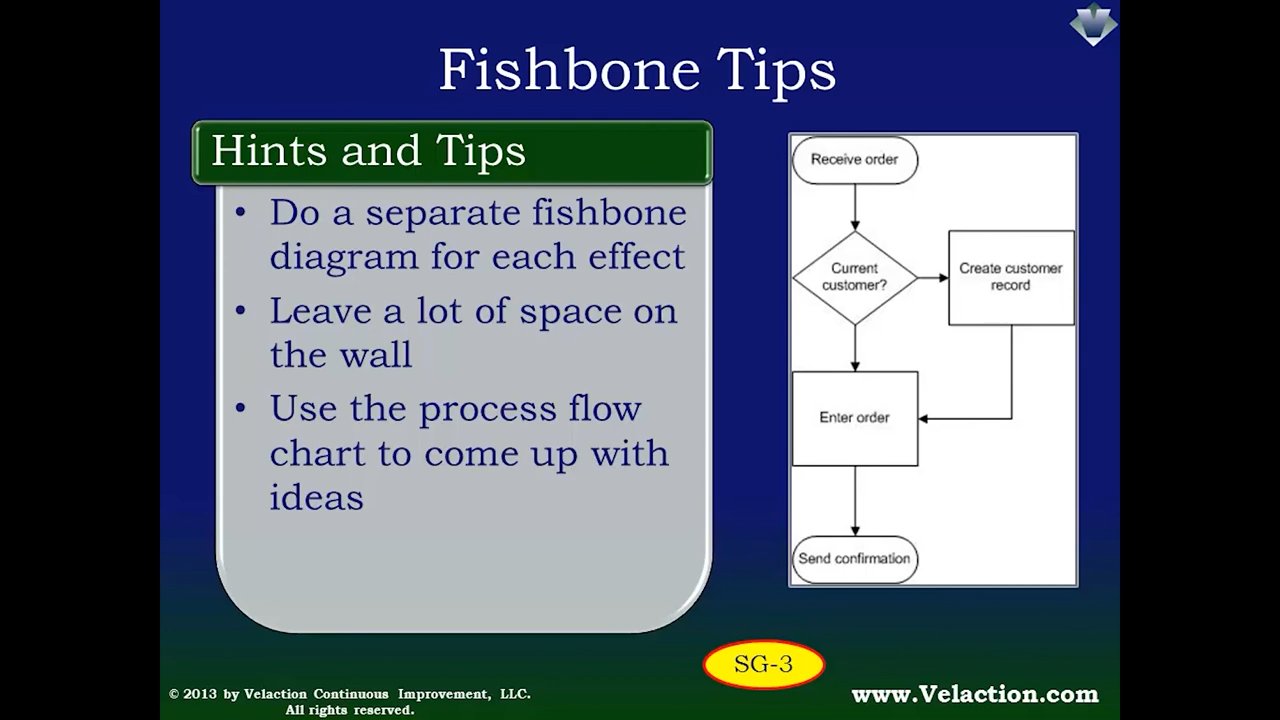 Fishbone Tips
Hints and Tips
• Do a separate fishbone
diagram for each effect
• Leave a lot of space on
the wall
• Use the process flow
chart to come up with
ideas
Receive order
Current
customer?
Create customer
record
Enter order
Send confirmation
SG-3
© 2013 by Velaction Continuous Improvement, LLC.
All rights reserved.
www.Velaction.com